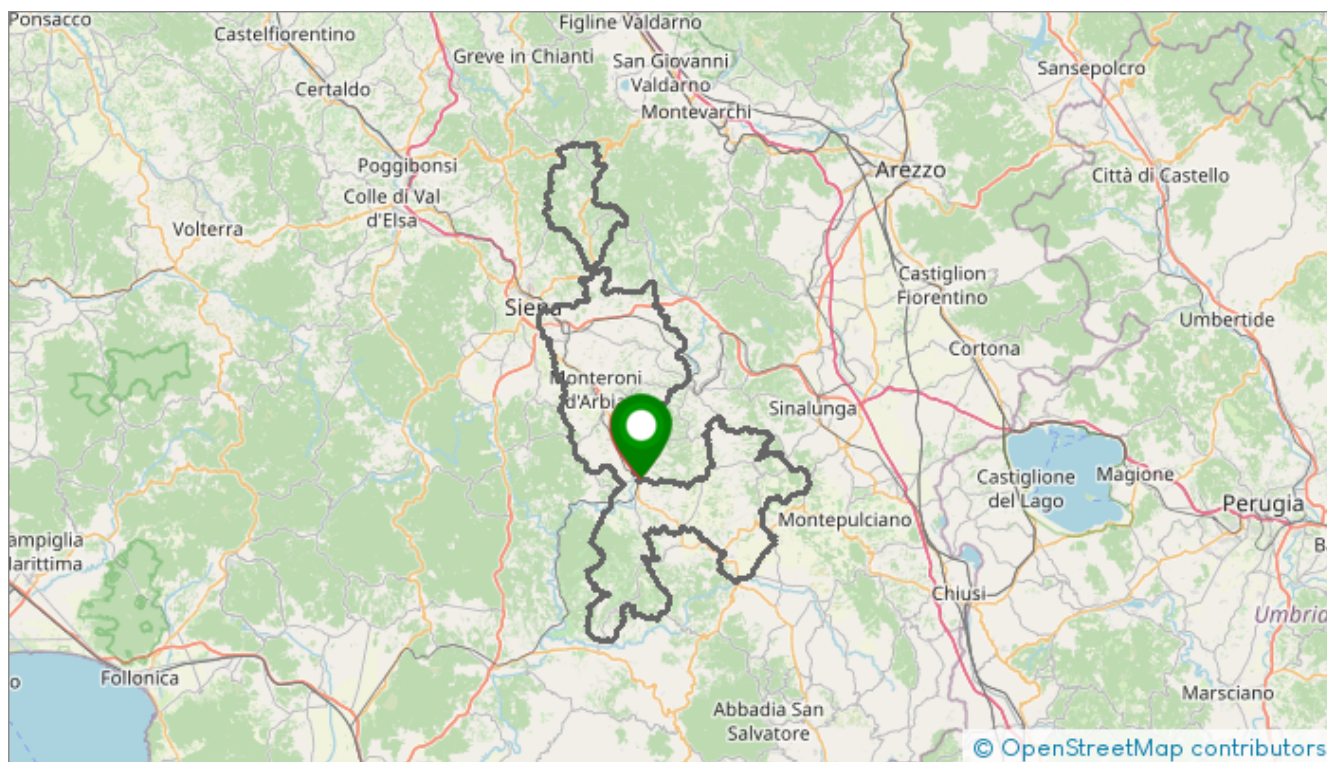 Ponsacco
Figline Valdarno
Castelfiorentino
Greve in Chianti
San Giovanni
Valdarno
Sansepolcro
Certaldo
Montevarchi
Poggibonsi
Arezzo
Città di Castello
Colle di Val
d'Elsa
Volterra
Castiglion
Fiorentino
Siena
Umbertide
Cortona
Monteroni
d'Arbia
Sinalunga
Castiglione
del Lago
Magione
Perugia
Montepulciano
ampiglia
arittima
Ba
Chiusi
Umbria
Follonica
o
Marsciano
Abbadia San
Salvatore
© OpenStreetMap contributors